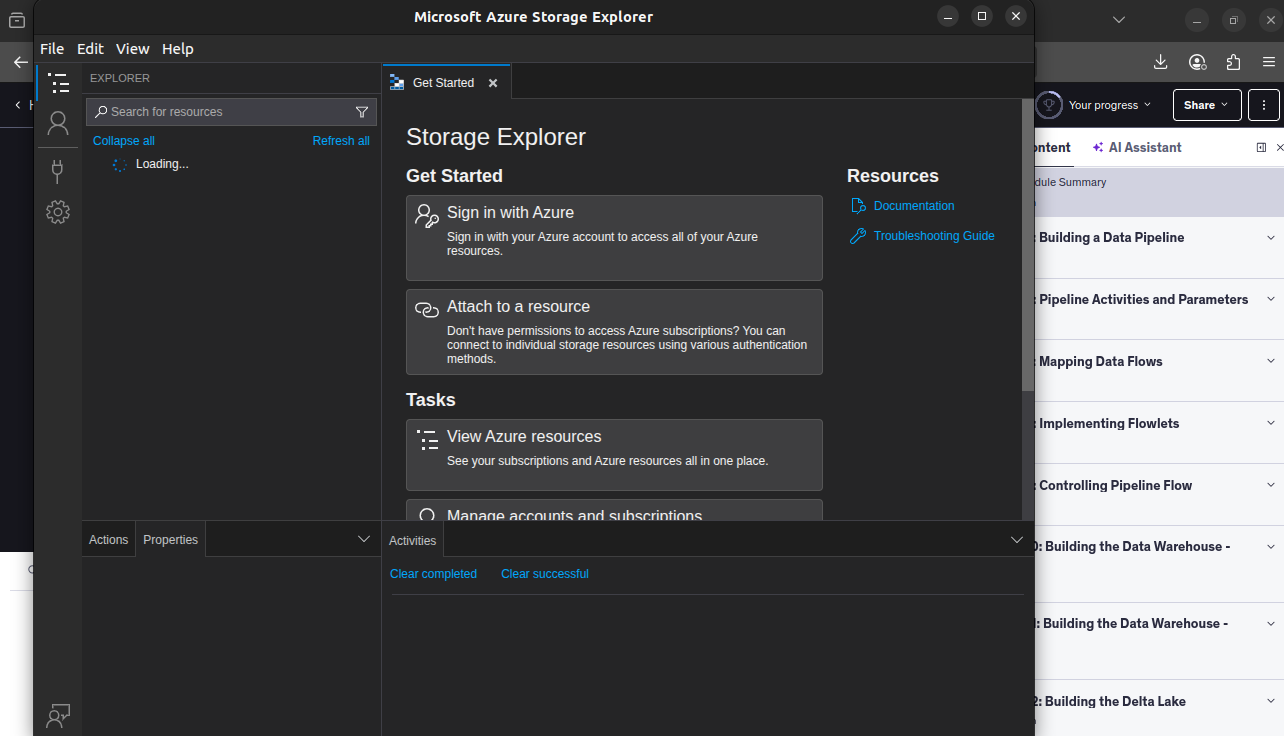 Microsoft Azure Storage Explorer
File Edit View Help
EXPLORER
Search for resources
Collapse all
Refresh all
Loading...
Get Started
Storage Explorer
Get Started
Sign in with Azure
Sign in with your Azure account to access all of your Azure
resources.
Attach to a resource
Don't have permissions to access Azure subscriptions? You can
connect to individual storage resources using various authentication
methods.
Tasks
View Azure resources
See your subscriptions and Azure resources all in one place.
Manage accounts and subscriptions
Resources
Documentation
Troubleshooting Guide
Actions
Properties
Activities
Clear completed
Clear successful
Your progress
Share
AI Assistant
Summary
: Building a Data Pipeline
: Pipeline Activities and Parameters
: Mapping Data Flows
: Implementing Flowlets
: Controlling Pipeline Flow
: Building the Data Warehouse -
: Building the Data Warehouse -
2: Building the Delta Lake